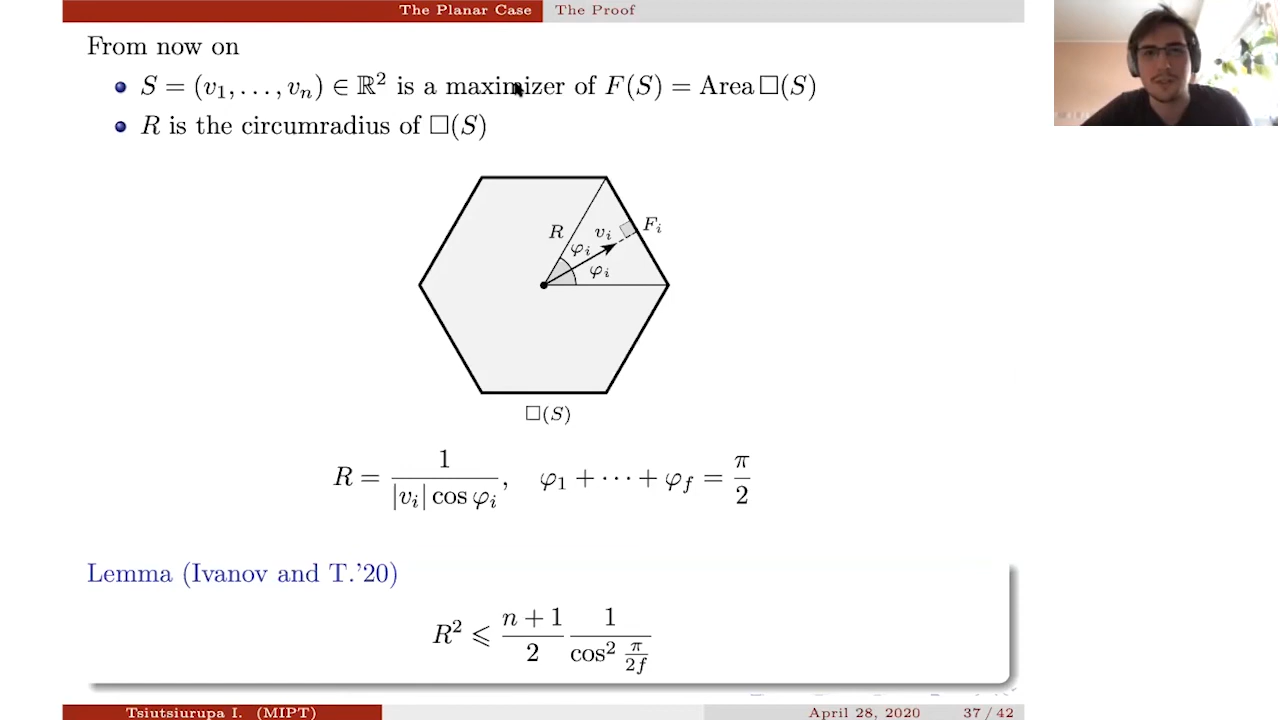 The Planar Case The Proof
From now on
S = (v₁, …, vₙ) ∈ ℝ² is a maximizer of F(S) = Area □(S)
R is the circumradius of □(S)
R vᵢ Fᵢ
φᵢ
φᵢ
□(S)
R = 1 / (|vᵢ| cos φᵢ), φ₁ + ⋯ + φ_f = π/2
Lemma (Ivanov and T.'20)
R² ⩽ (n + 1)/2 1/(cos² π/2f)
Tsiutsiurupa I. (MIPT) April 28, 2020 37 / 42